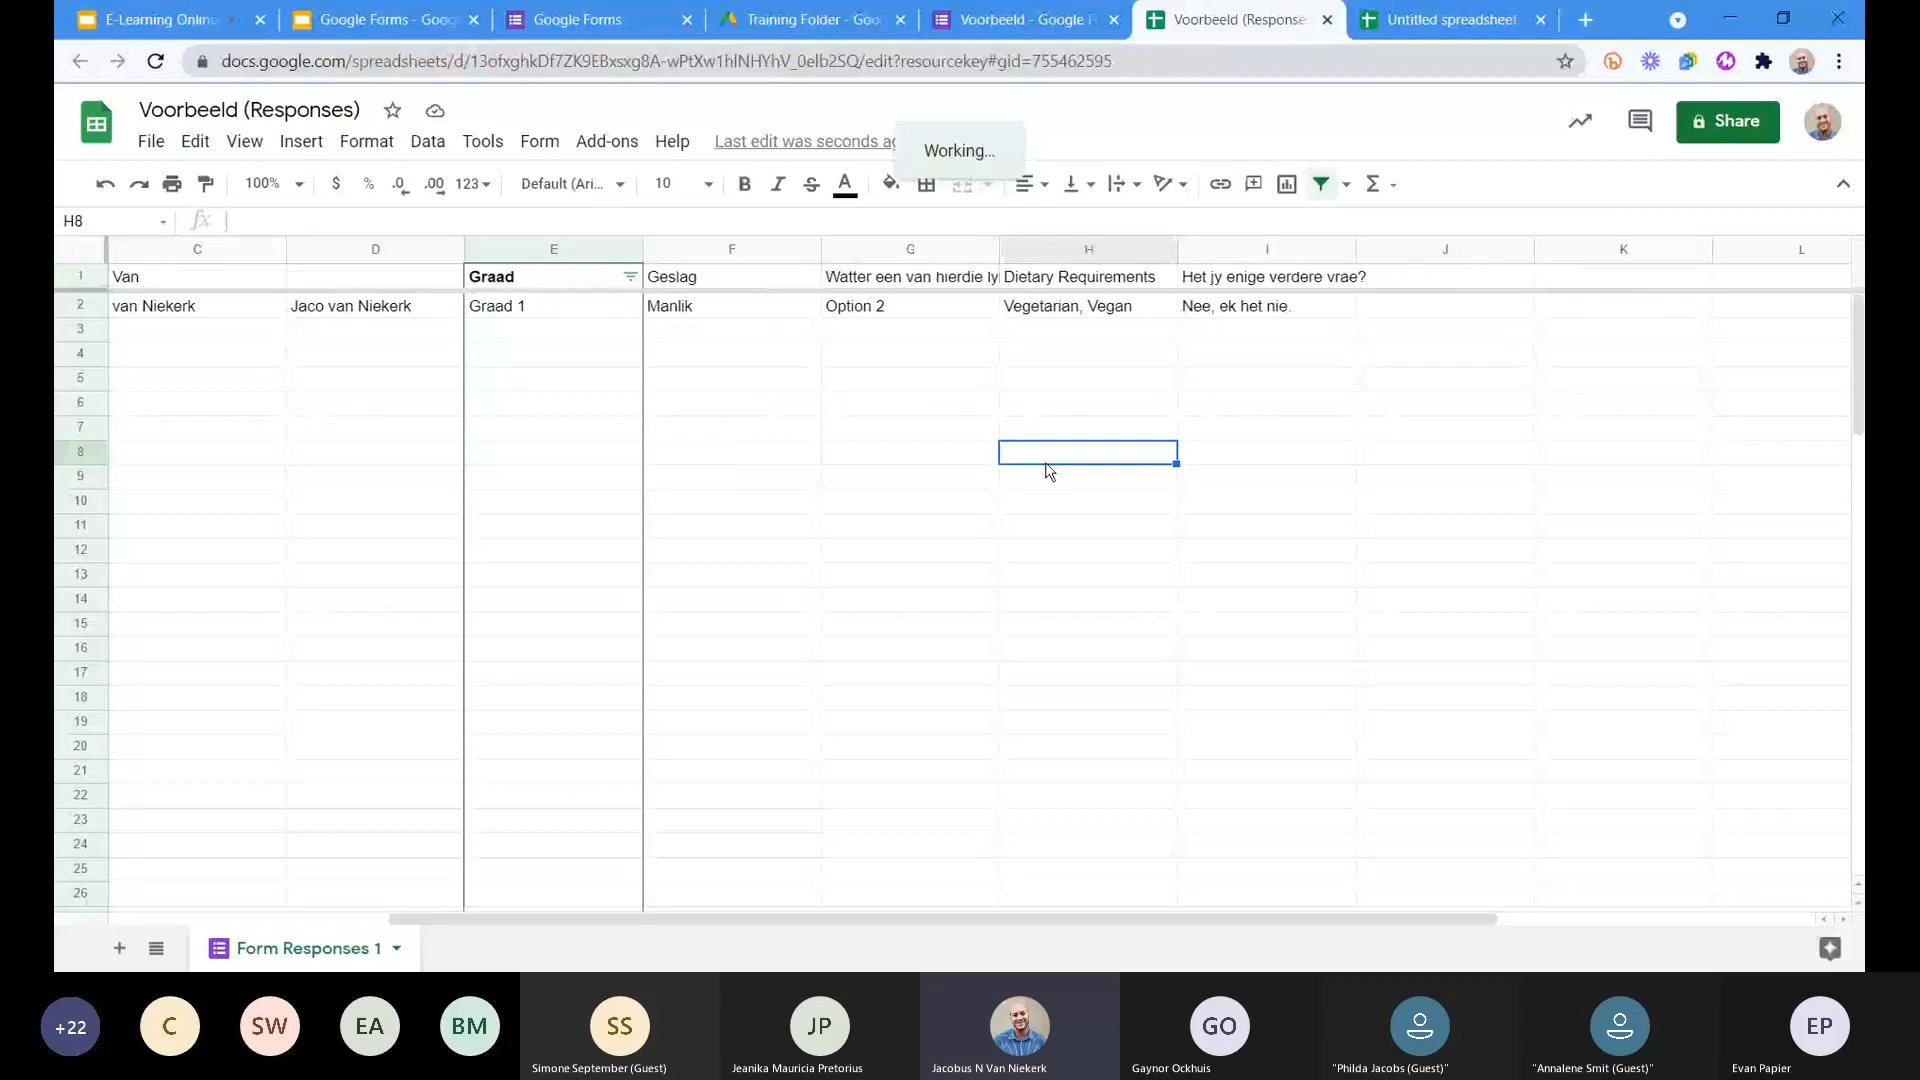 E-Learning Online
Google Forms - Goog
Google Forms
Training Folder - Goo
Voorbeeld - Google F
Voorbeeld (Response
Untitled spreadsheet
docs.google.com/spreadsheets/d/13ofxghkDf7ZK9EBxsxg8A-wPtXw1hlNHYhV_0elb2SQ/edit?resourcekey#gid=755462595
Voorbeeld (Responses)
Share
File Edit View Insert Format Data Tools Form Add-ons Help Last edit was seconds ag
Working...
100% $ % .0 .00 123 Default (Ari... 10 B I S A Σ
H8 fx
C D E F G H I J K L
1 Van Graad Geslag Watter een van hierdie ly Dietary Requirements Het jy enige verdere vrae?
2 van Niekerk Jaco van Niekerk Graad 1 Manlik Option 2 Vegetarian, Vegan Nee, ek het nie.
3
4
5
6
7
8
9
10
11
12
13
14
15
16
17
18
19
20
21
22
23
24
25
26
Form Responses 1
+22 C SW EA BM SS JP GO EP
Simone September (Guest) Jeanika Mauricia Pretorius Jacobus N Van Niekerk Gaynor Ockhuis "Philda Jacobs (Guest)" "Annalene Smit (Guest)" Evan Papier